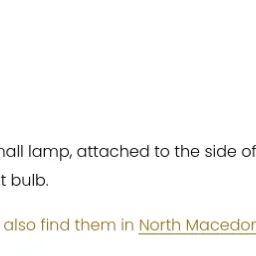 nall lamp, attached to the side of
t bulb.
also find them in North Macedor